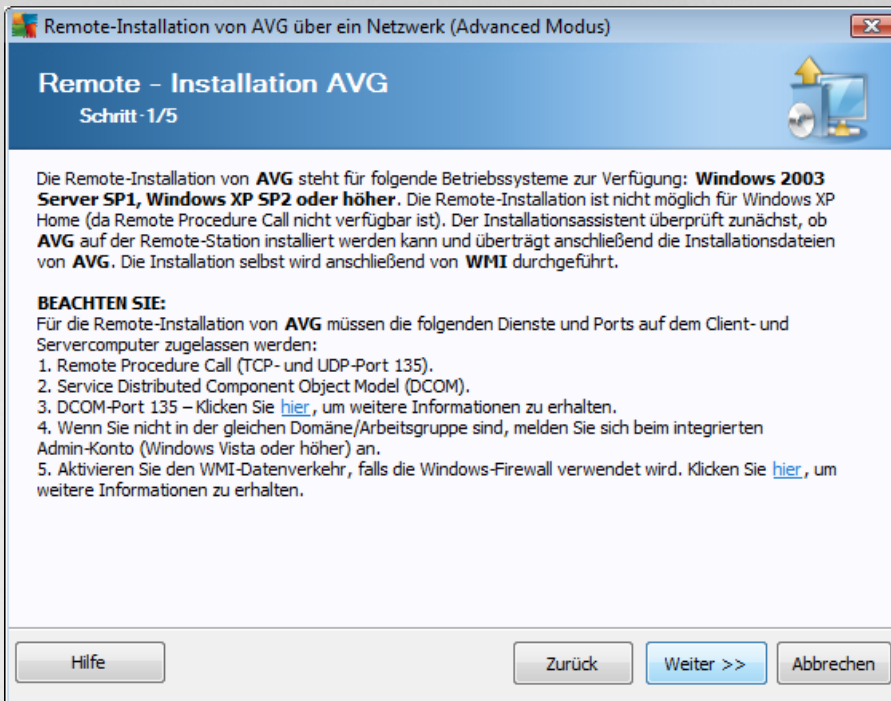 Remote-Installation von AVG über ein Netzwerk (Advanced Modus)
Remote - Installation AVG
Schritt-1/5
Die Remote-Installation von AVG steht für folgende Betriebssysteme zur Verfügung: Windows 2003
Server SP1, Windows XP SP2 oder höher. Die Remote-Installation ist nicht möglich für Windows XP
Home (da Remote Procedure Call nicht verfügbar ist). Der Installationsassistent überprüft zunächst, ob
AVG auf der Remote-Station installiert werden kann und überträgt anschließend die Installationsdateien
von AVG. Die Installation selbst wird anschließend von WMI durchgeführt.
BEACHTEN SIE:
Für die Remote-Installation von AVG müssen die folgenden Dienste und Ports auf dem Client- und
Servercomputer zugelassen werden:
1. Remote Procedure Call (TCP- und UDP-Port 135).
2. Service Distributed Component Object Model (DCOM).
3. DCOM-Port 135 – Klicken Sie hier, um weitere Informationen zu erhalten.
4. Wenn Sie nicht in der gleichen Domäne/Arbeitsgruppe sind, melden Sie sich beim integrierten
Admin-Konto (Windows Vista oder höher) an.
5. Aktivieren Sie den WMI-Datenverkehr, falls die Windows-Firewall verwendet wird. Klicken Sie hier, um
weitere Informationen zu erhalten.
Hilfe
Zurück
Weiter >>
Abbrechen